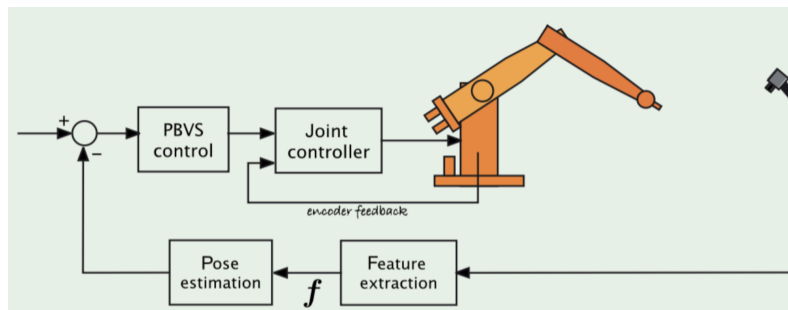 +
−
PBVS
control
Joint
controller
encoder feedback
Pose
estimation
f
Feature
extraction